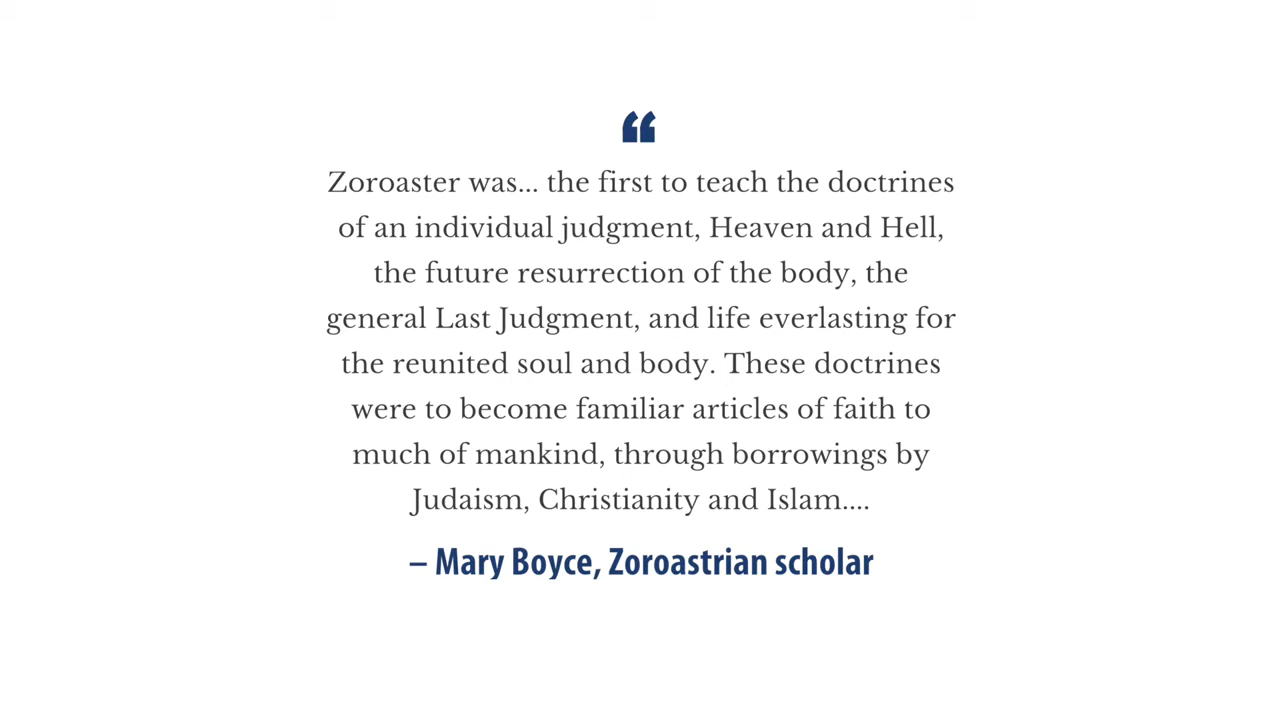 “
Zoroaster was... the first to teach the doctrines
of an individual judgment, Heaven and Hell,
the future resurrection of the body, the
general Last Judgment, and life everlasting for
the reunited soul and body. These doctrines
were to become familiar articles of faith to
much of mankind, through borrowings by
Judaism, Christianity and Islam....
– Mary Boyce, Zoroastrian scholar